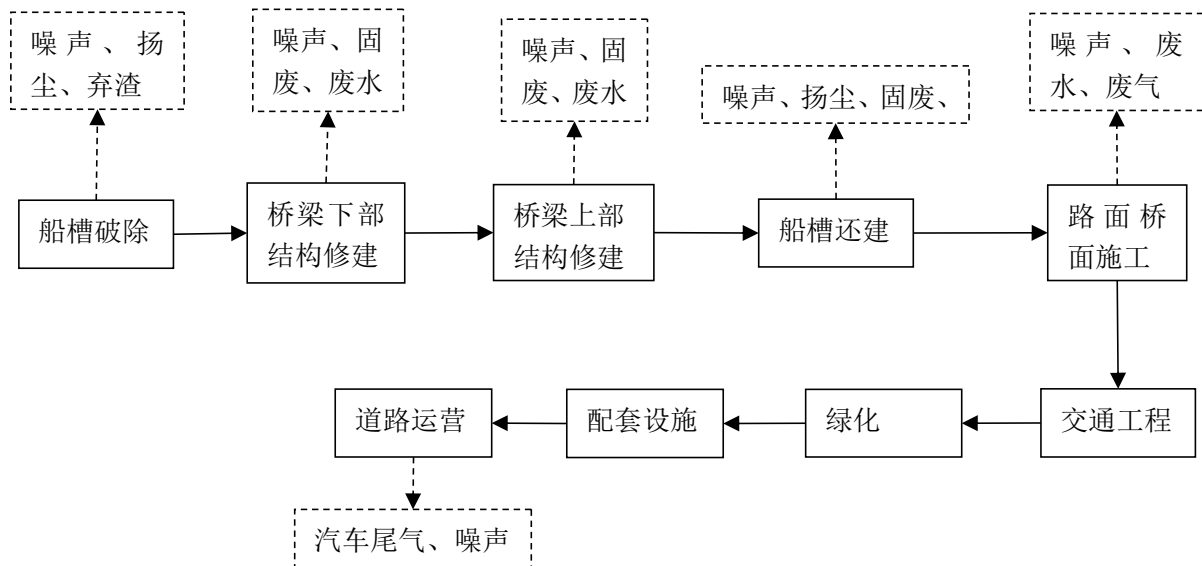 噪声、扬
尘、弃渣
噪声、固
废、废水
噪声、固
废、废水
噪声、扬尘、固废、
噪声、废
水、废气
船槽破除
桥梁下部
结构修建
桥梁上部
结构修建
船槽还建
路面桥
面施工
道路运营
配套设施
绿化
交通工程
汽车尾气、噪声